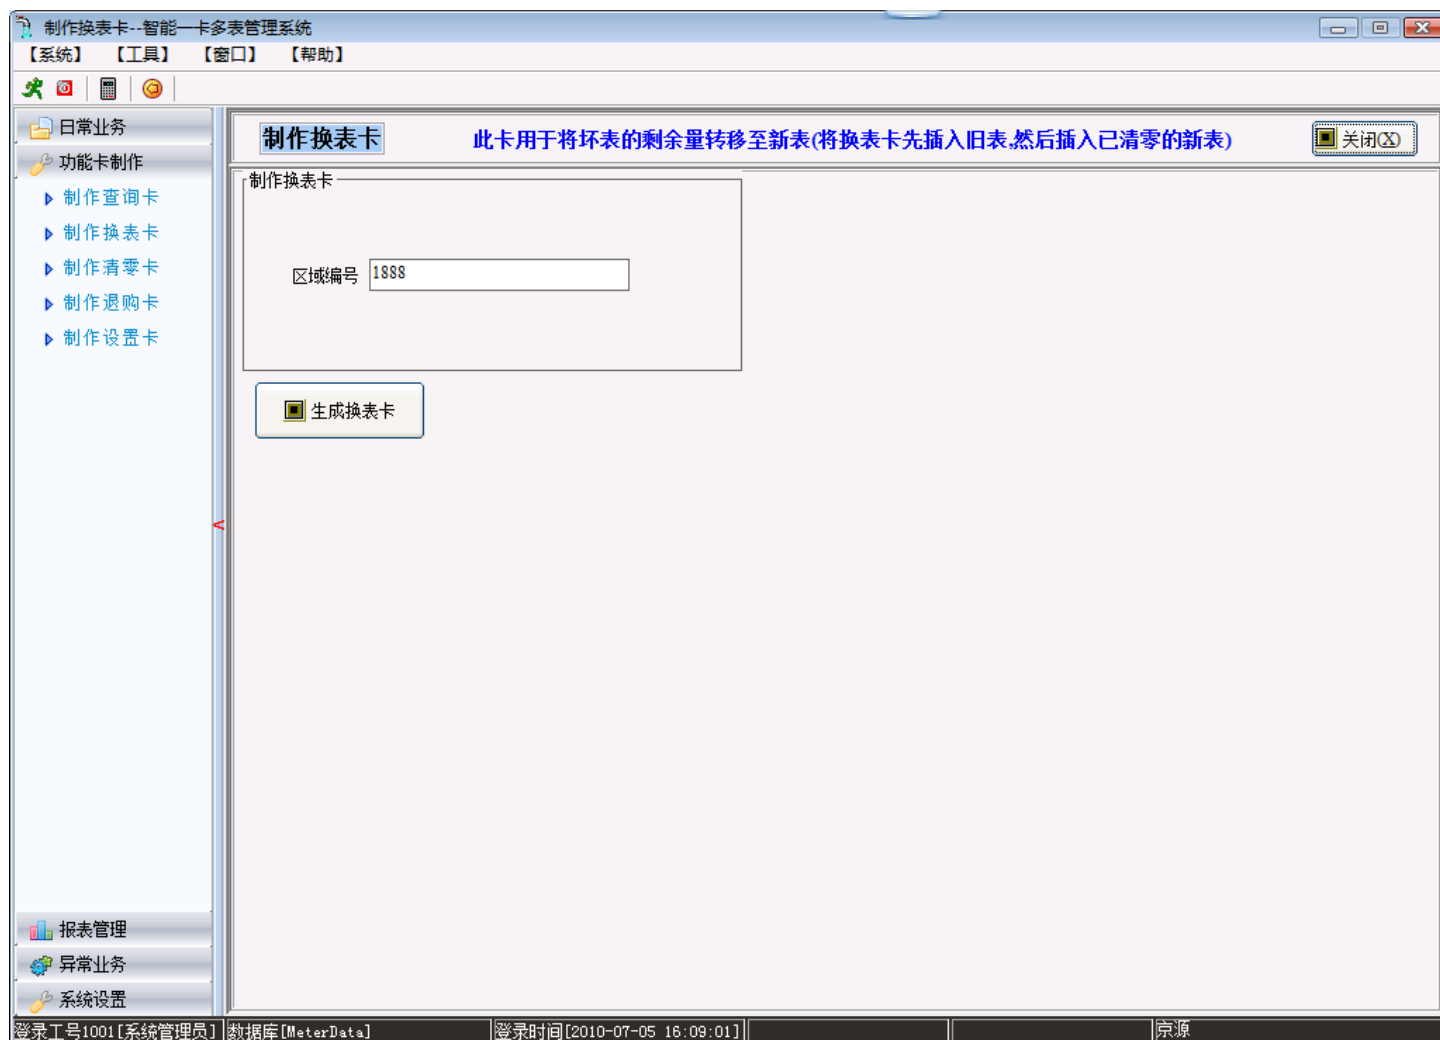 制作换表卡--智能一卡多表管理系统
【系统】 【工具】 【窗口】 【帮助】
日常业务
功能卡制作
制作查询卡
制作换表卡
制作清零卡
制作退购卡
制作设置卡
报表管理
异常业务
系统设置
制作换表卡 此卡用于将坏表的剩余量转移至新表(将换表卡先插入旧表,然后插入已清零的新表) 关闭(X)
制作换表卡
区域编号 1888
生成换表卡
<
登录工号1001[系统管理员] 数据库[MeterData] 登录时间[2010-07-05 16:09:01] 京源